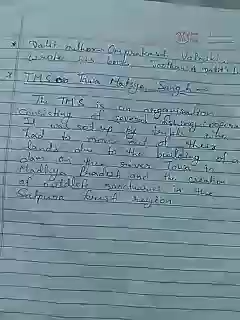 * Dalit author Omprakash Valmiki
wrote his book Joothan
* TMS or Tawa Matsya Sangh -
The TMS is an organisation
consisting of several fishing
It was set up by people who
had to move out of their
lands due to the building of a
dam on the river Tawa in
Madhya Pradesh and the creation
of wildlife sanctuaries in the
Satpura forest region